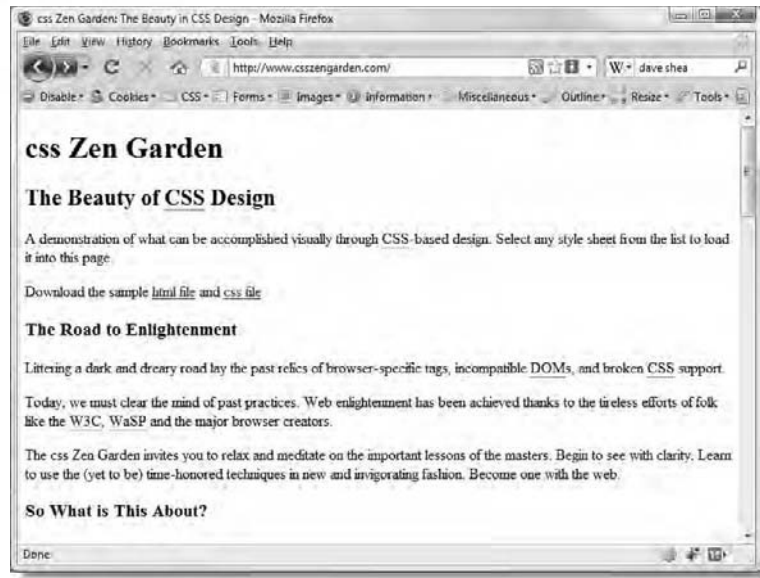 css Zen Garden: The Beauty in CSS Design - Mozilla Firefox
File Edit View History Bookmarks Tools Help
http://www.csszengarden.com/ W dave shea
Disable Cookies CSS Forms Images Information Miscellaneous Outline Resize Tools
css Zen Garden
The Beauty of CSS Design
A demonstration of what can be accomplished visually through CSS-based design. Select any style sheet from the list to load
it into this page.
Download the sample html file and css file
The Road to Enlightenment
Littering a dark and dreary road lay the past relics of browser-specific tags, incompatible DOMs, and broken CSS support.
Today, we must clear the mind of past practices. Web enlightenment has been achieved thanks to the tireless efforts of folk
like the W3C, WaSP and the major browser creators.
The css Zen Garden invites you to relax and meditate on the important lessons of the masters. Begin to see with clarity. Learn
to use the (yet to be) time-honored techniques in new and invigorating fashion. Become one with the web.
So What is This About?
Done